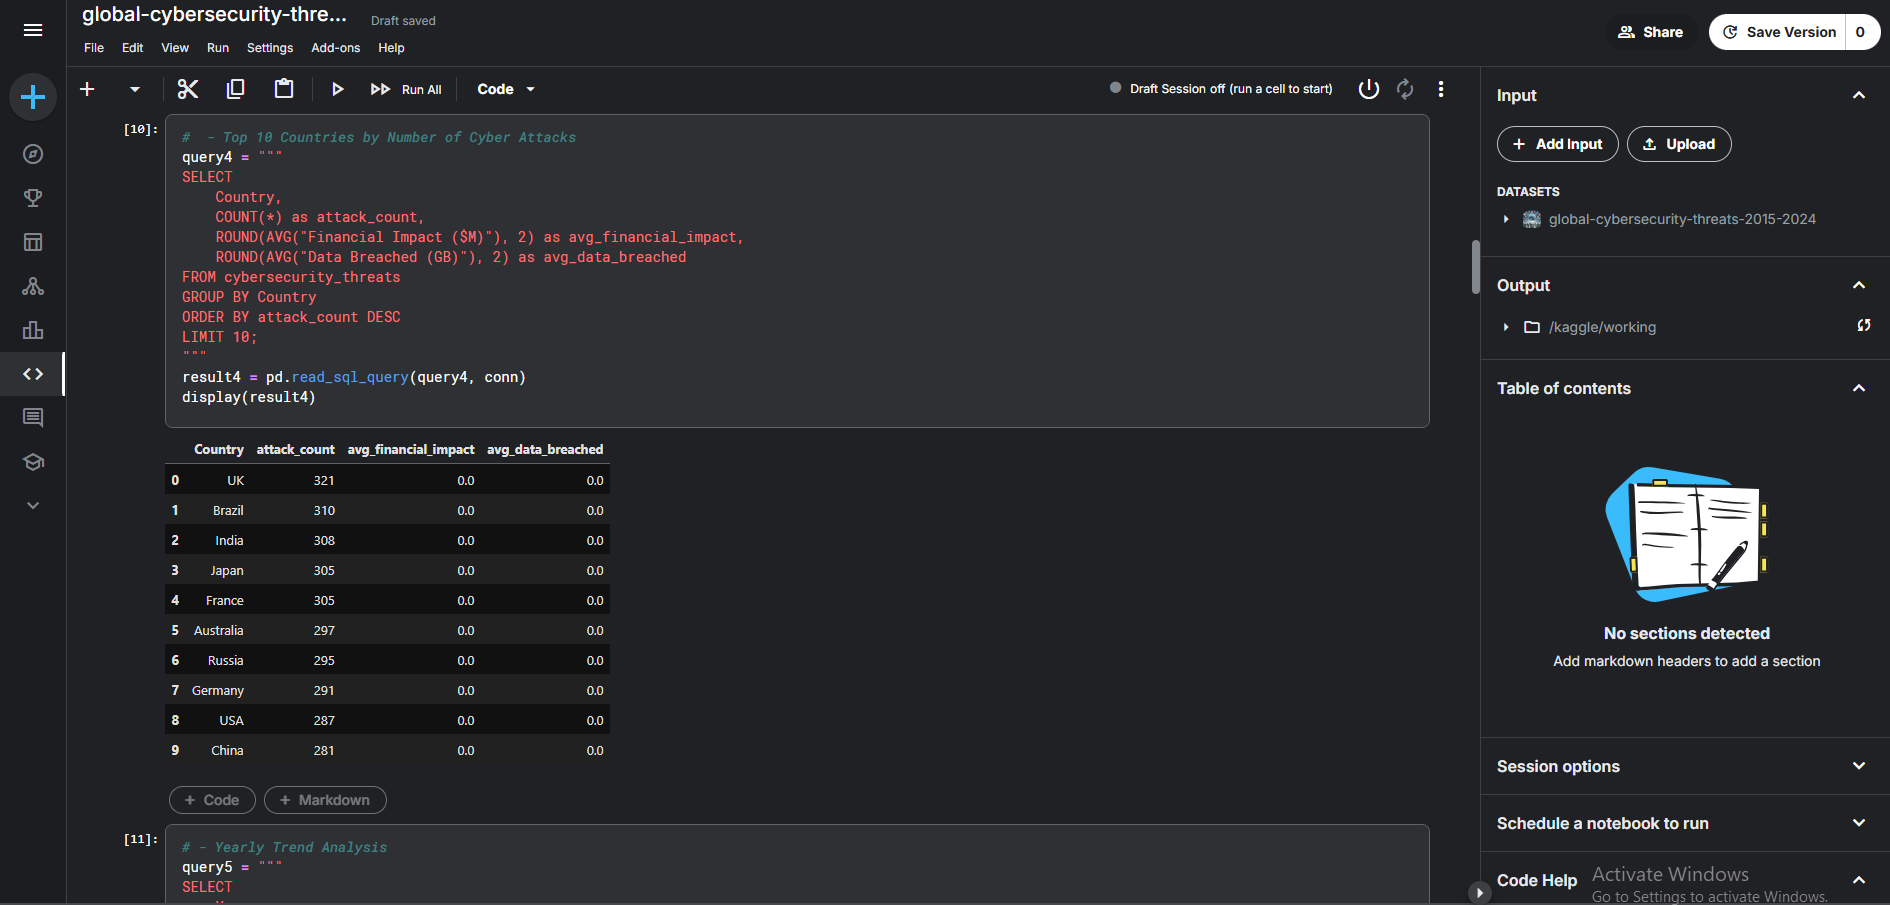 global-cybersecurity-thre...
Draft saved
File Edit View Run Settings Add-ons Help
Share
Save Version 0
Run All
Code
Draft Session off (run a cell to start)
[10]:
#  - Top 10 Countries by Number of Cyber Attacks
query4 = """
SELECT
    Country,
    COUNT(*) as attack_count,
    ROUND(AVG("Financial Impact ($M)"), 2) as avg_financial_impact,
    ROUND(AVG("Data Breached (GB)"), 2) as avg_data_breached
FROM cybersecurity_threats
GROUP BY Country
ORDER BY attack_count DESC
LIMIT 10;
"""
result4 = pd.read_sql_query(query4, conn)
display(result4)
Country attack_count avg_financial_impact avg_data_breached
0 UK 321 0.0 0.0
1 Brazil 310 0.0 0.0
2 India 308 0.0 0.0
3 Japan 305 0.0 0.0
4 France 305 0.0 0.0
5 Australia 297 0.0 0.0
6 Russia 295 0.0 0.0
7 Germany 291 0.0 0.0
8 USA 287 0.0 0.0
9 China 281 0.0 0.0
+ Code + Markdown
[11]:
# - Yearly Trend Analysis
query5 = """
SELECT
Input
+ Add Input
Upload
DATASETS
global-cybersecurity-threats-2015-2024
Output
/kaggle/working
Table of contents
No sections detected
Add markdown headers to add a section
Session options
Schedule a notebook to run
Code Help
Activate Windows
Go to Settings to activate Windows.